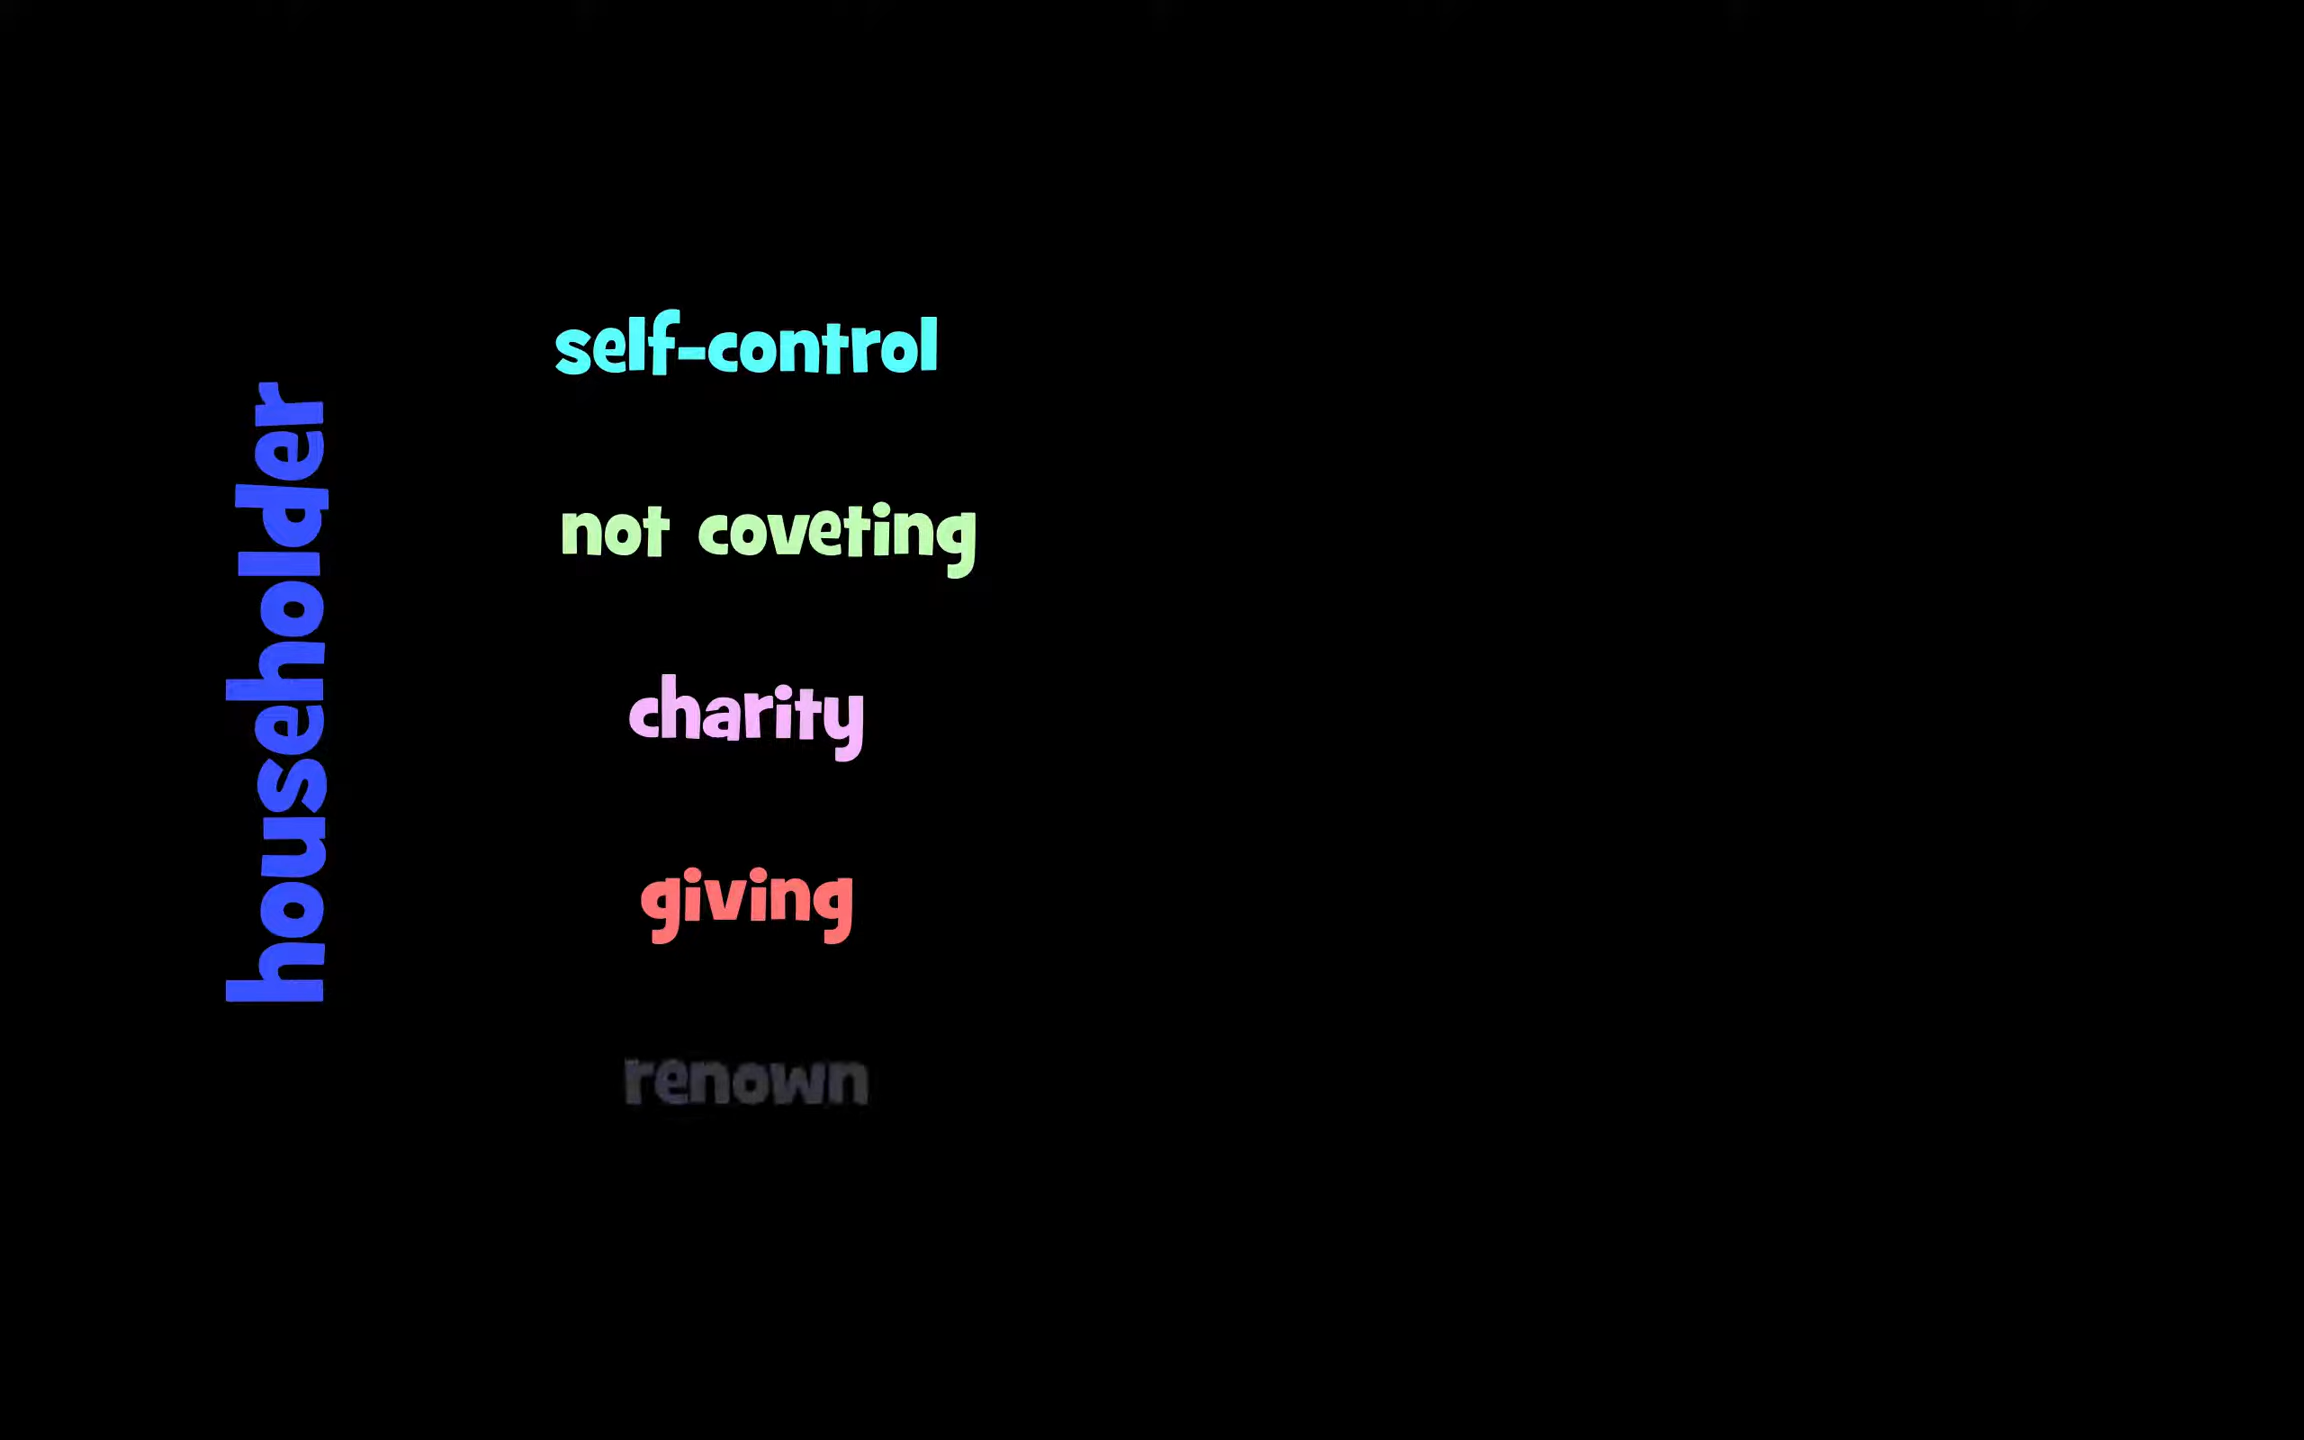 householder
self-control
not coveting
charity
giving
renown